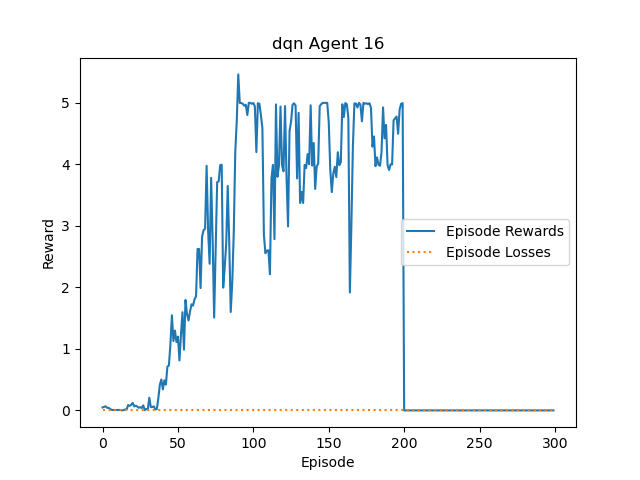 dqn Agent 16
Reward
5
4
3
2
1
0
Episode Rewards
Episode Losses
0 50 100 150 200 250 300
Episode